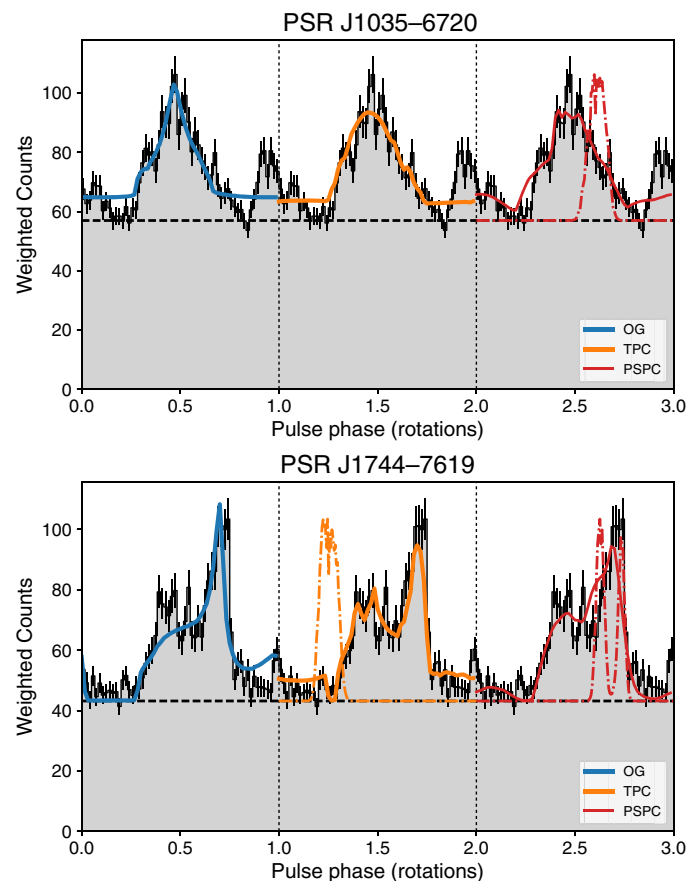 PSR J1035–6720
Weighted Counts
100
80
60
40
20
0
OG
TPC
PSPC
0.0 0.5 1.0 1.5 2.0 2.5 3.0
Pulse phase (rotations)
PSR J1744–7619
Weighted Counts
100
80
60
40
20
0
OG
TPC
PSPC
0.0 0.5 1.0 1.5 2.0 2.5 3.0
Pulse phase (rotations)